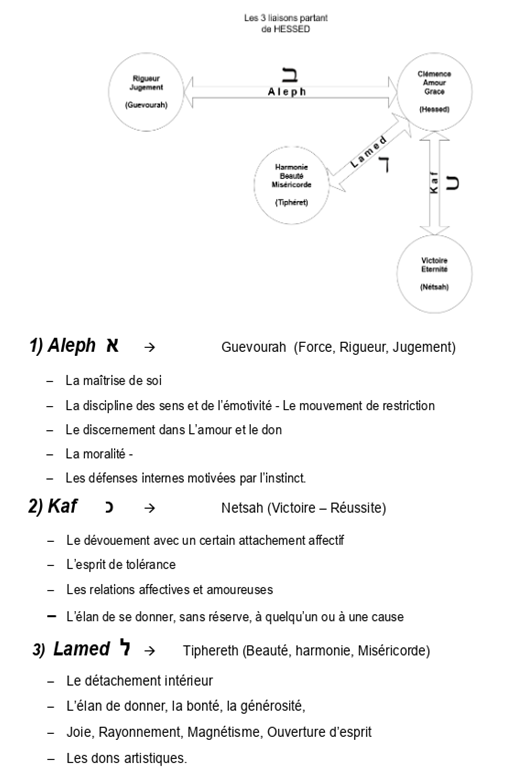 Les 3 liaisons partant
de HESSED
Rigueur
Jugement
(Guevourah)
ב
Aleph
Clémence
Amour
Grace
(Hessed)
Lamed
ד
Harmonie
Beauté
Miséricorde
(Tiphéret)
Kaf
Victoire
Eternité
(Nétsah)
1) Aleph א → Guevourah (Force, Rigueur, Jugement)
– La maîtrise de soi
– La discipline des sens et de l'émotivité - Le mouvement de restriction
– Le discernement dans L'amour et le don
– La moralité -
– Les défenses internes motivées par l'instinct.
2) Kaf כ → Netsah (Victoire – Réussite)
– Le dévouement avec un certain attachement affectif
– L'esprit de tolérance
– Les relations affectives et amoureuses
– L'élan de se donner, sans réserve, à quelqu'un ou à une cause
3) Lamed ל → Tiphereth (Beauté, harmonie, Miséricorde)
– Le détachement intérieur
– L'élan de donner, la bonté, la générosité,
– Joie, Rayonnement, Magnétisme, Ouverture d'esprit
– Les dons artistiques.